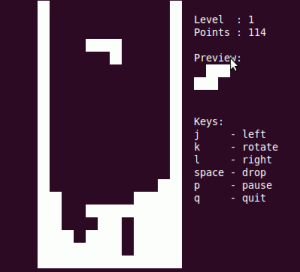 Level  : 1
Points : 114
Preview:
Keys:
j     - left
k     - rotate
l     - right
space - drop
p     - pause
q     - quit